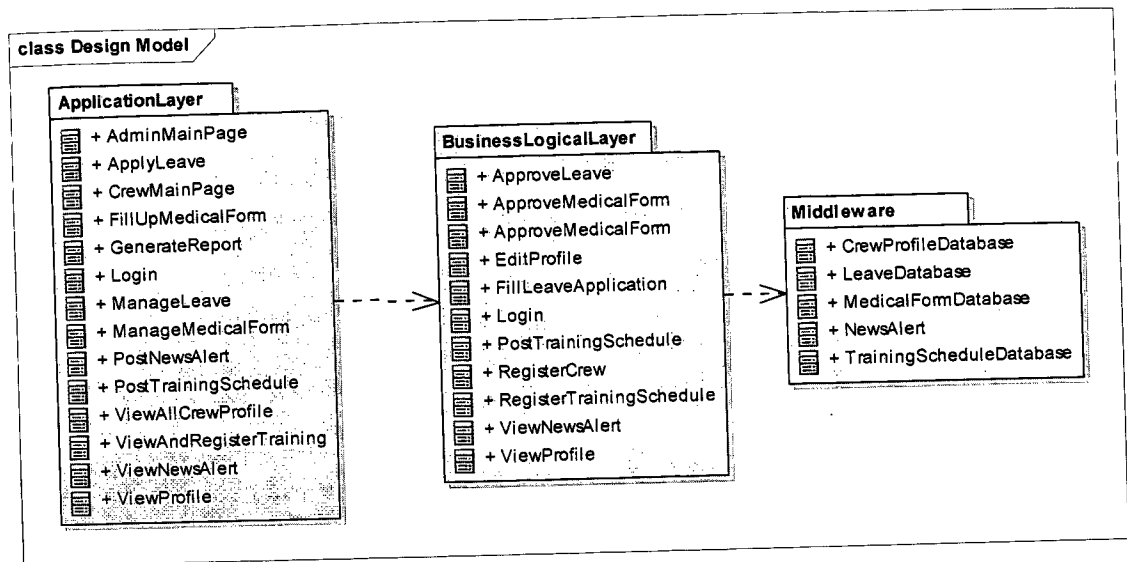 class Design Model
ApplicationLayer
+ AdminMainPage
+ ApplyLeave
+ CrewMainPage
+ FillUpMedicalForm
+ GenerateReport
+ Login
+ ManageLeave
+ ManageMedicalForm
+ PostNewsAlert
+ PostTrainingSchedule
+ ViewAllCrewProfile
+ ViewAndRegisterTraining
+ ViewNewsAlert
+ ViewProfile
BusinessLogicalLayer
+ ApproveLeave
+ ApproveMedicalForm
+ ApproveMedicalForm
+ EditProfile
+ FillLeaveApplication
+ Login
+ PostTrainingSchedule
+ RegisterCrew
+ RegisterTrainingSchedule
+ ViewNewsAlert
+ ViewProfile
Middleware
+ CrewProfileDatabase
+ LeaveDatabase
+ MedicalFormDatabase
+ NewsAlert
+ TrainingScheduleDatabase